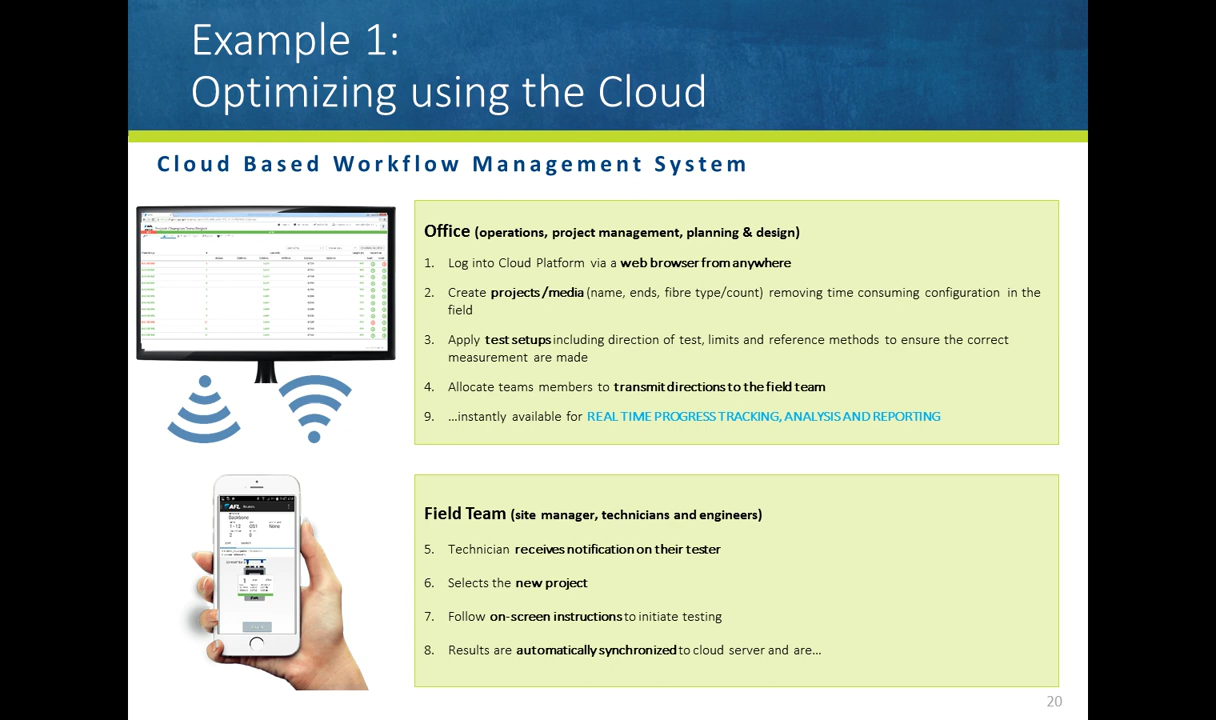 Example 1:
Optimizing using the Cloud
Cloud Based Workflow Management System
Office (operations, project management, planning & design)
1. Log into Cloud Platform via a web browser from anywhere
2. Create projects/media (name, ends, fibre type/count) removing time consuming configuration in the
field
3. Apply test setups including direction of test, limits and reference methods to ensure the correct
measurement are made
4. Allocate teams members to transmit directions to the field team
9. …instantly available for REAL TIME PROGRESS TRACKING, ANALYSIS AND REPORTING
AFL
Backbone
Field Team (site manager, technicians and engineers)
5. Technician receives notification on their tester
6. Selects the new project
7. Follow on-screen instructions to initiate testing
8. Results are automatically synchronized to cloud server and are…
20